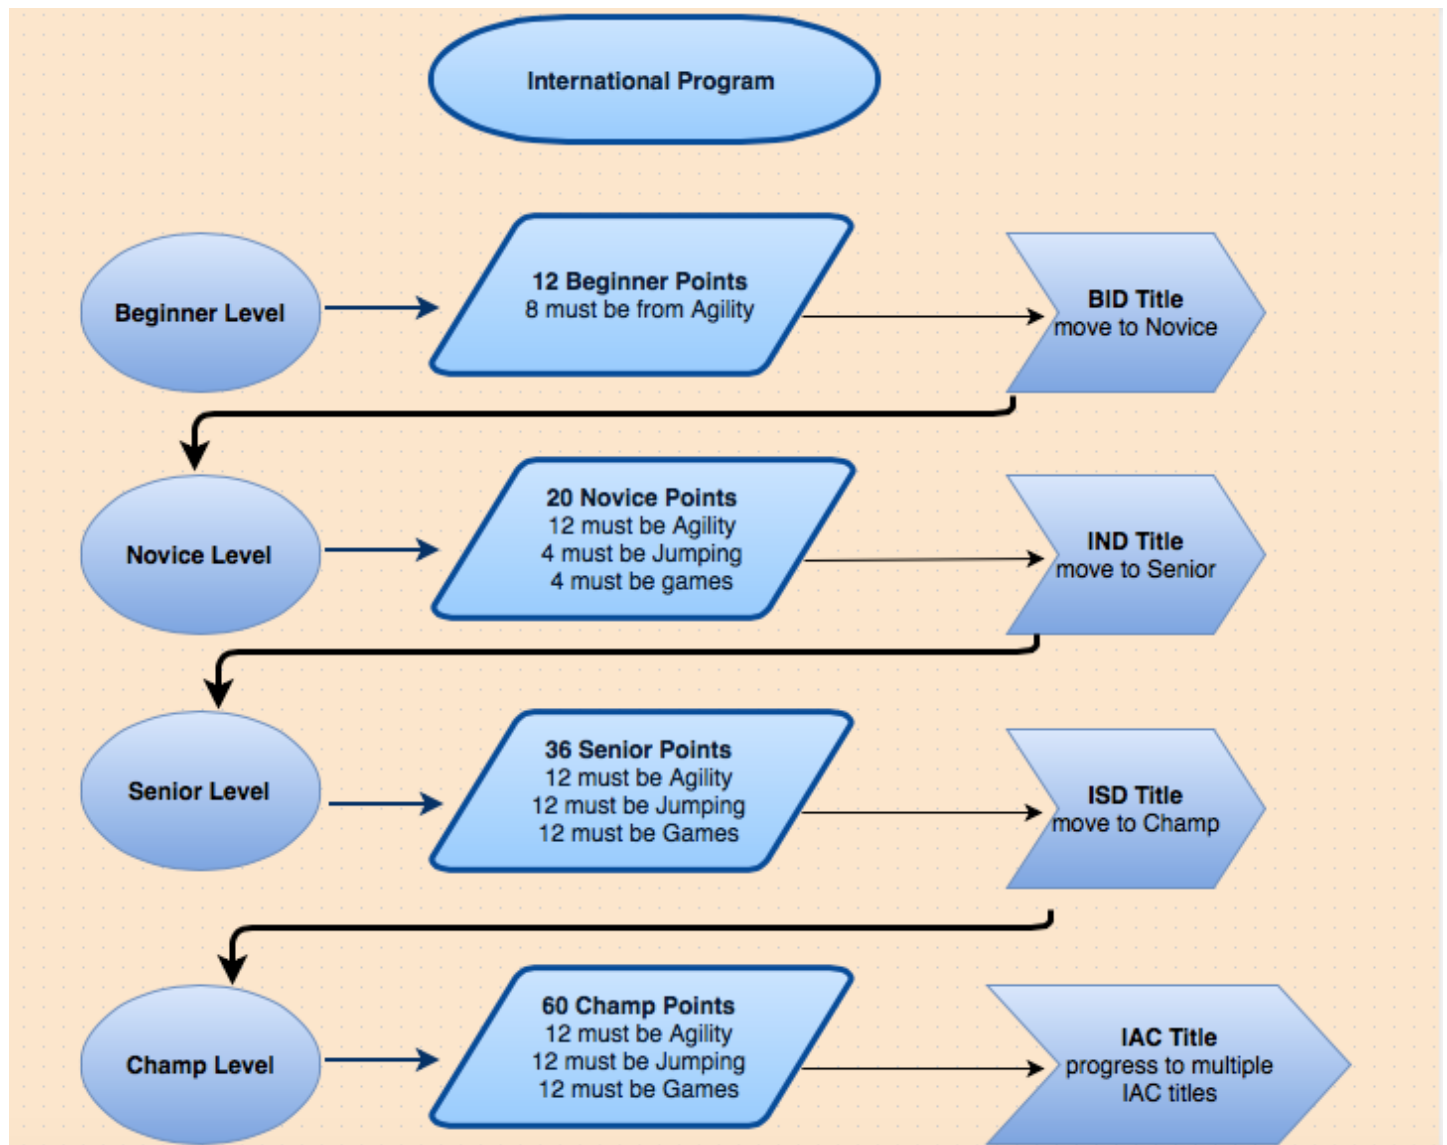 International Program
Beginner Level
12 Beginner Points
8 must be from Agility
BID Title
move to Novice
Novice Level
20 Novice Points
12 must be Agility
4 must be Jumping
4 must be games
IND Title
move to Senior
Senior Level
36 Senior Points
12 must be Agility
12 must be Jumping
12 must be Games
ISD Title
move to Champ
Champ Level
60 Champ Points
12 must be Agility
12 must be Jumping
12 must be Games
IAC Title
progress to multiple
IAC titles